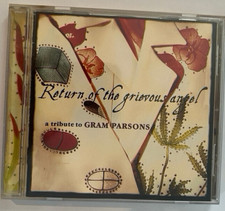 Return of the grievous angel
a tribute to GRAM PARSONS